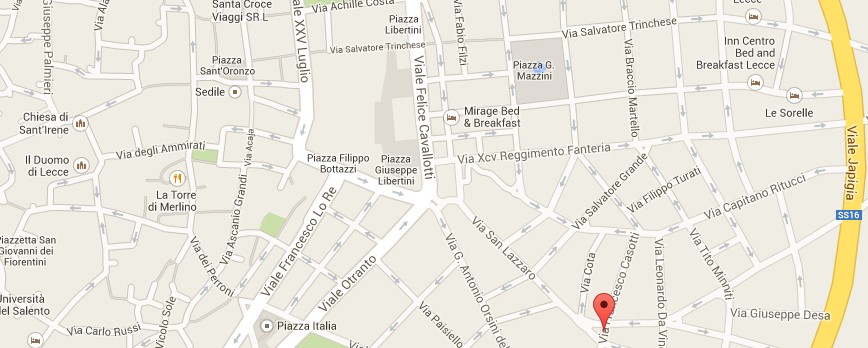 Via Achille Costa
Santa Croce
Viaggi S.R.L
Piazza
Libertini
Via Salvatore Trinchese
Via Fabio Filzi
Via Salvatore Trinchese
Lecce
Giuseppe Palmieri
Viale XXV Luglio
Piazza
Sant'Oronzo
Sedile
Viale Felice Cavallotti
Piazza G.
Mazzini
Via Braccio Martello
Inn Centro
Bed and
Breakfast Lecce
Le Sorelle
Chiesa di
Sant'Irene
Mirage Bed
& Breakfast
Via Acaja
Il Duomo
di Lecce
Via degli Ammirati
Piazza Filippo
Bottazzi
Piazza
Giuseppe
Libertini
Via Xcv Reggimento Fanteria
Viale Japigia
SS16
La Torre
di Merlino
Via Ascanio Grandi
Viale Francesco Lo Re
Via Salvatore Grande
Via Filippo Turati
Via Capitano Ritucci
Piazzetta San
Giovanni dei
Fiorentini
Via dei Perroni
Viale Otranto
Via San Lazzaro
Via G. Antonio Orsini del
Via Cota
Via Francesco Casotti
Via Leonardo Da Vin
Via Tito Minniti
Università
del Salento
Via Carlo Russi
Vicolo Sole
Piazza Italia
Via Paisiello
Via Giuseppe Desa